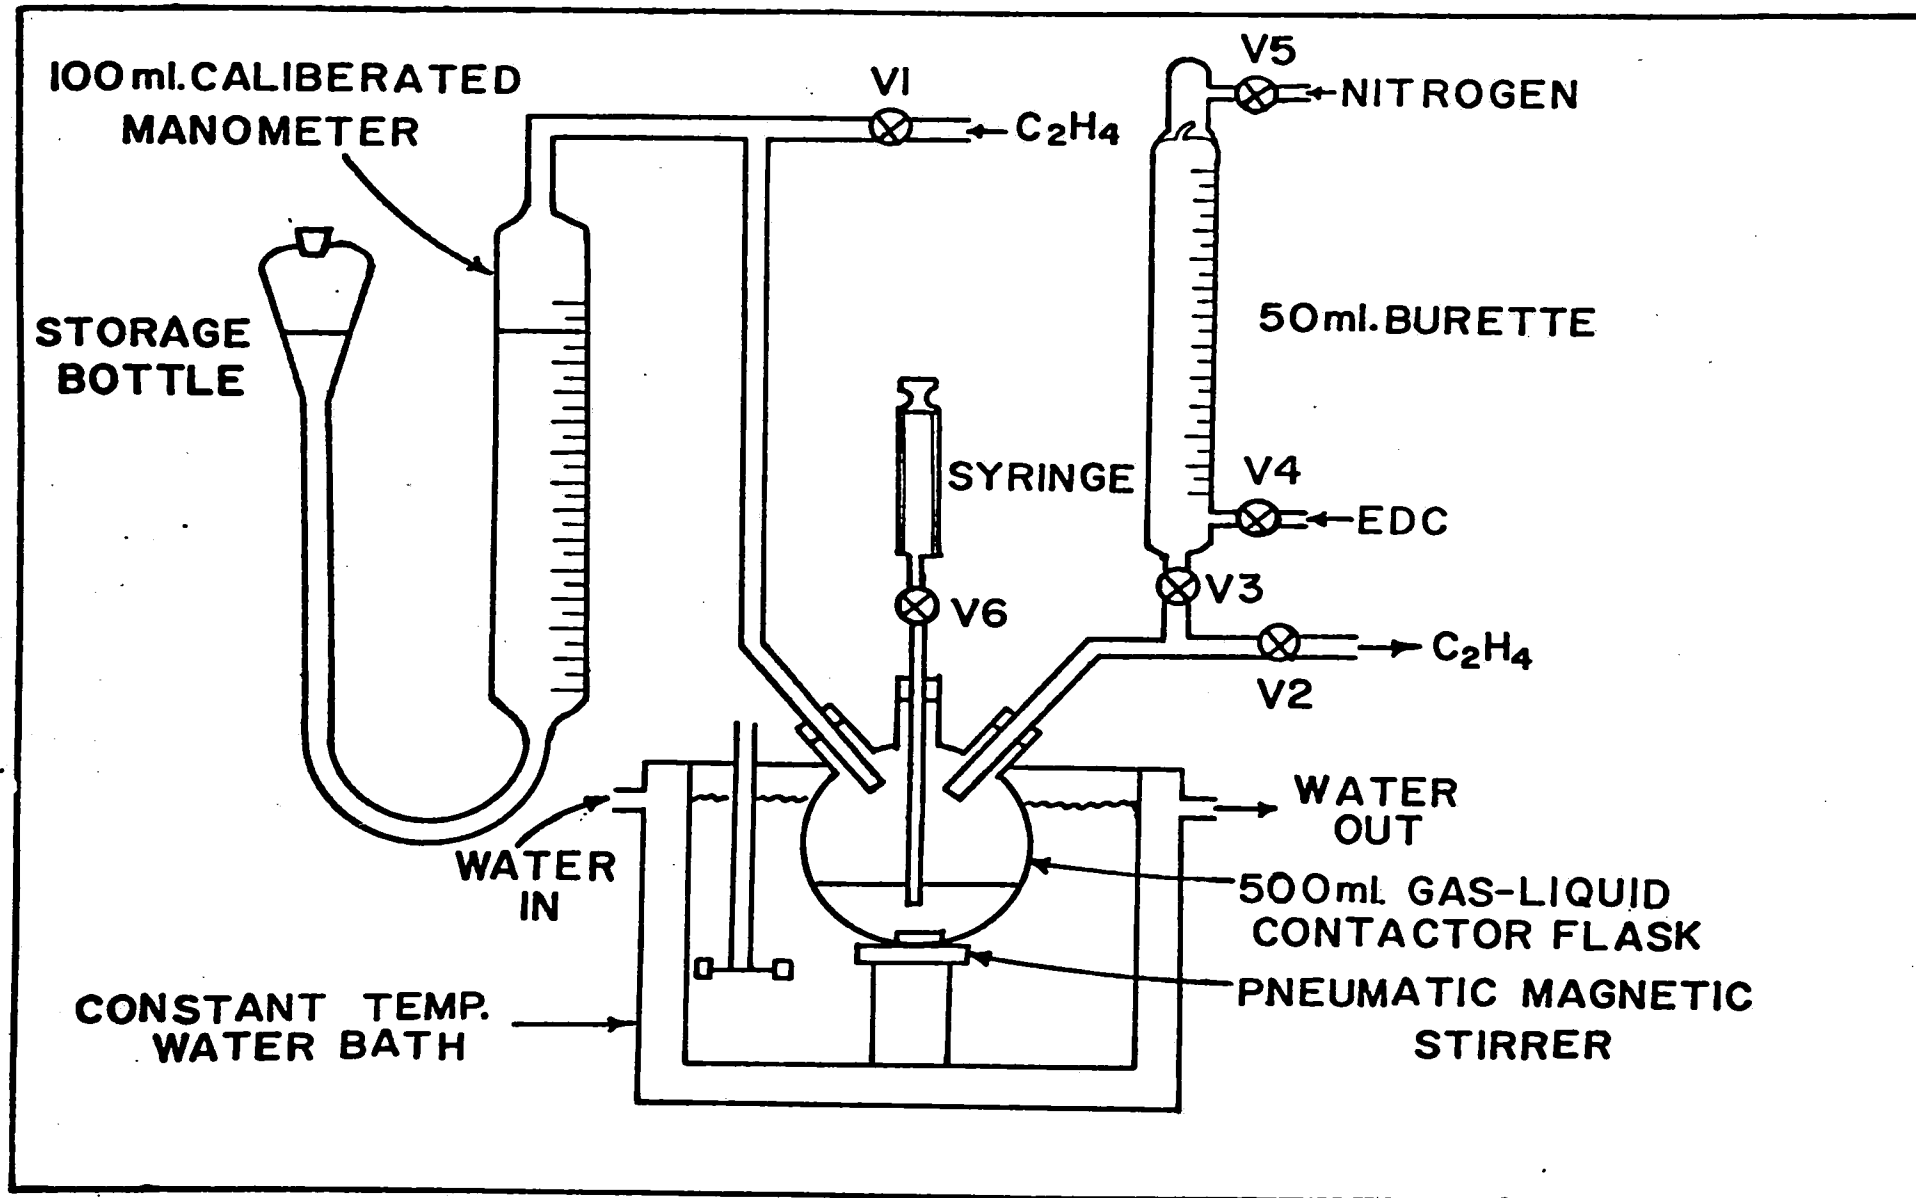 100 ml. CALIBERATED
MANOMETER
V1
C₂H₄
V5
NITROGEN
STORAGE
BOTTLE
50 ml. BURETTE
SYRINGE
V4
EDC
V6
V3
C₂H₄
V2
WATER
IN
WATER
OUT
500 ml. GAS-LIQUID
CONTACTOR FLASK
CONSTANT TEMP.
WATER BATH
PNEUMATIC MAGNETIC
STIRRER